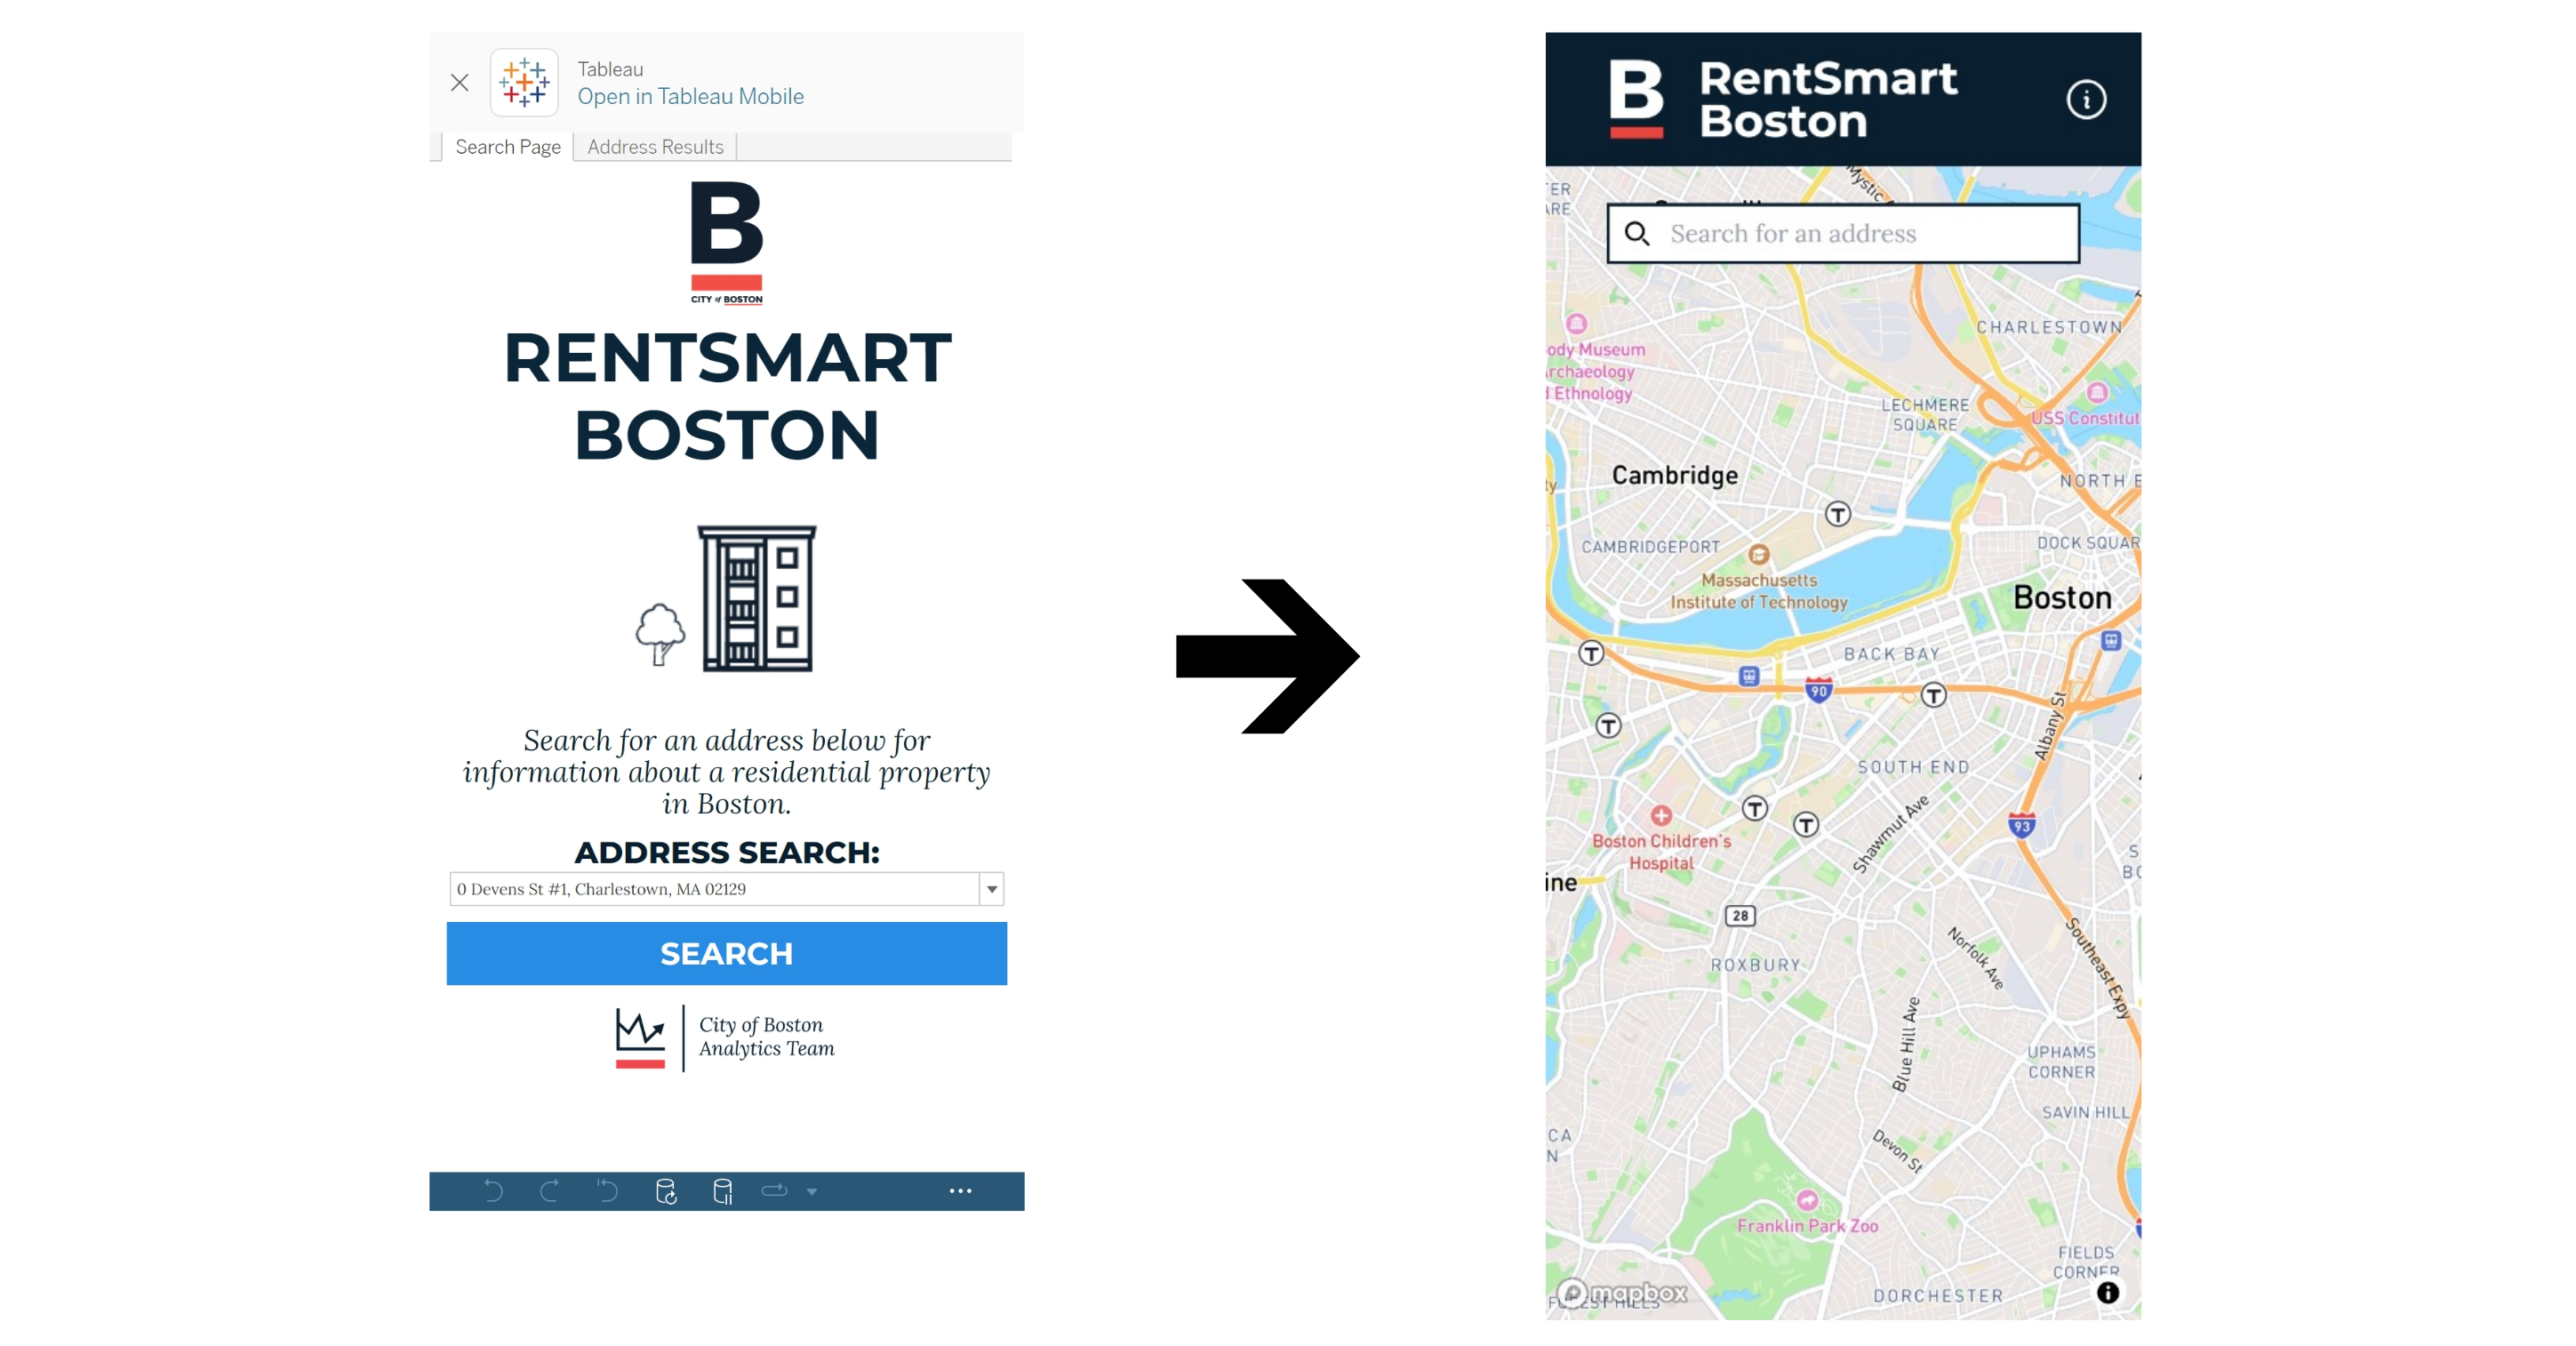 Tableau
Open in Tableau Mobile
Search Page
Address Results
B
CITY of BOSTON
RENTSMART
BOSTON
Search for an address below for
information about a residential property
in Boston.
ADDRESS SEARCH:
0 Devens St #1, Charlestown, MA 02129
SEARCH
City of Boston
Analytics Team
B
RentSmart
Boston
Mystic
Search for an address
CHARLESTOWN
ody Museum
rchaeology
d Ethnology
LECHMERE
SQUARE
USS Constitut
Cambridge
NORTH E
T
CAMBRIDGEPORT
DOCK SQUAR
Massachusetts
Institute of Technology
Boston
T
BACK BAY
90
T
T
Albany St
SOUTH END
T
T
Shawmut Ave
93
Boston Children's
Hospital
ine
28
Norfolk Ave
Southeast Expy
ROXBURY
Blue Hill Ave
UPHAMS
CORNER
SAVIN HILL
Devon St
Franklin Park Zoo
FIELDS
CORNER
mapbox
DORCHESTER